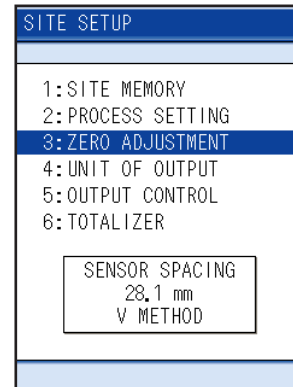 SITE SETUP
1:SITE MEMORY
2:PROCESS SETTING
3:ZERO ADJUSTMENT
4:UNIT OF OUTPUT
5:OUTPUT CONTROL
6:TOTALIZER
SENSOR SPACING
28.1 mm
V METHOD